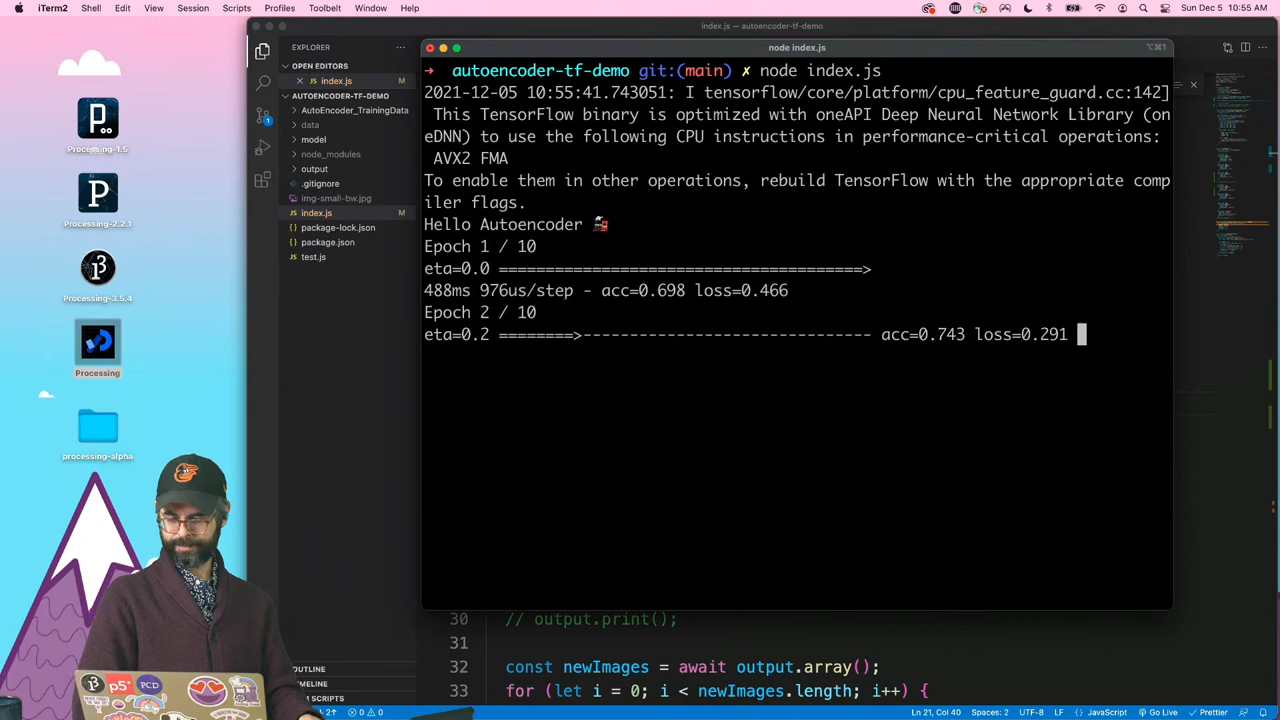 iTerm2 Shell Edit View Session Scripts Profiles Toolbelt Window Help
Sun Dec 5 10:55 AM
index.js — autoencoder-tf-demo
Processing-1.5
Processing-2.2.1
Processing-3.5.4
Processing
processing-alpha
EXPLORER
OPEN EDITORS
index.js M
AUTOENCODER-TF-DEMO
AutoEncoder_TrainingData
data
model
node_modules
output
.gitignore
img-small-bw.jpg
index.js M
package-lock.json
package.json
test.js
OUTLINE
node index.js
⌥⌘1
→ autoencoder-tf-demo git:(main) ✗ node index.js
2021-12-05 10:55:41.743051: I tensorflow/core/platform/cpu_feature_guard.cc:142]
This TensorFlow binary is optimized with oneAPI Deep Neural Network Library (on
eDNN) to use the following CPU instructions in performance-critical operations:
AVX2 FMA
To enable them in other operations, rebuild TensorFlow with the appropriate comp
iler flags.
Hello Autoencoder 🚂
Epoch 1 / 10
eta=0.0 =======================================>
488ms 976us/step - acc=0.698 loss=0.466
Epoch 2 / 10
eta=0.2 ========>------------------------------- acc=0.743 loss=0.291
30 // output.print();
31
32 const newImages = await output.array();
33 for (let i = 0; i < newImages.length; i++) {
Ln 21, Col 40 Spaces: 2 UTF-8 LF JavaScript Go Live Prettier
p5*
PCD